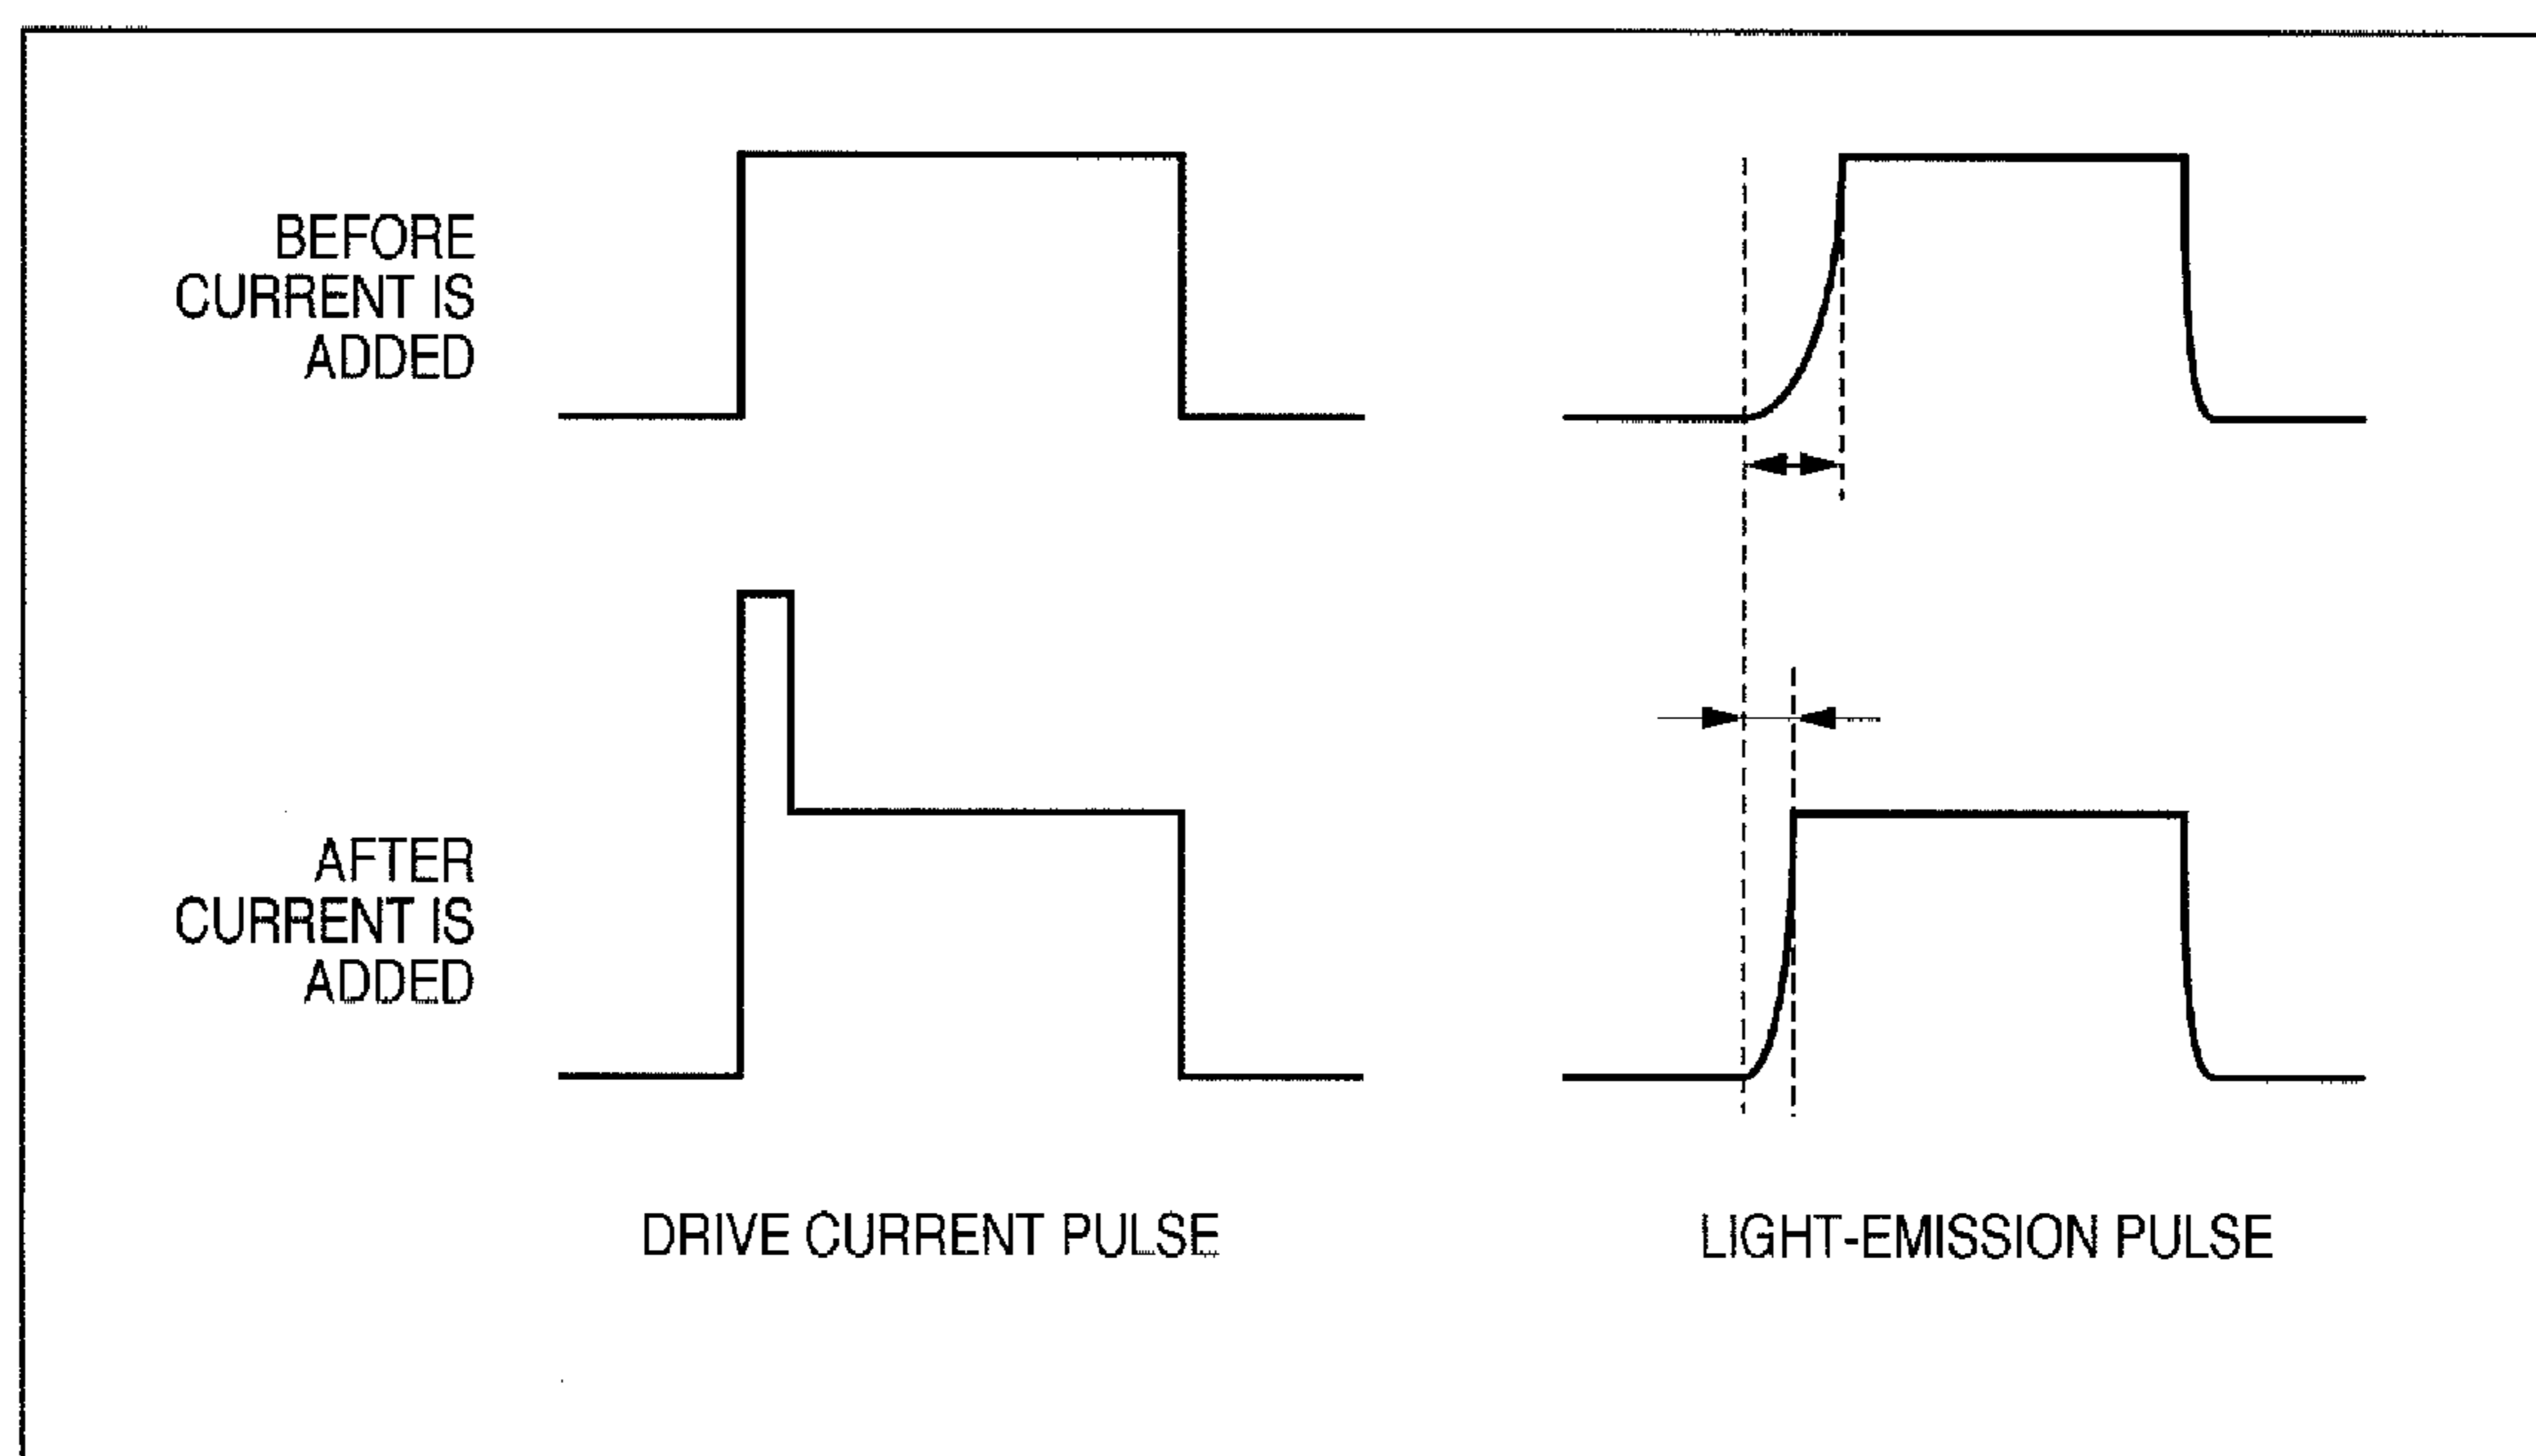 BEFORE
CURRENT IS
ADDED
AFTER
CURRENT IS
ADDED
DRIVE CURRENT PULSE
LIGHT-EMISSION PULSE